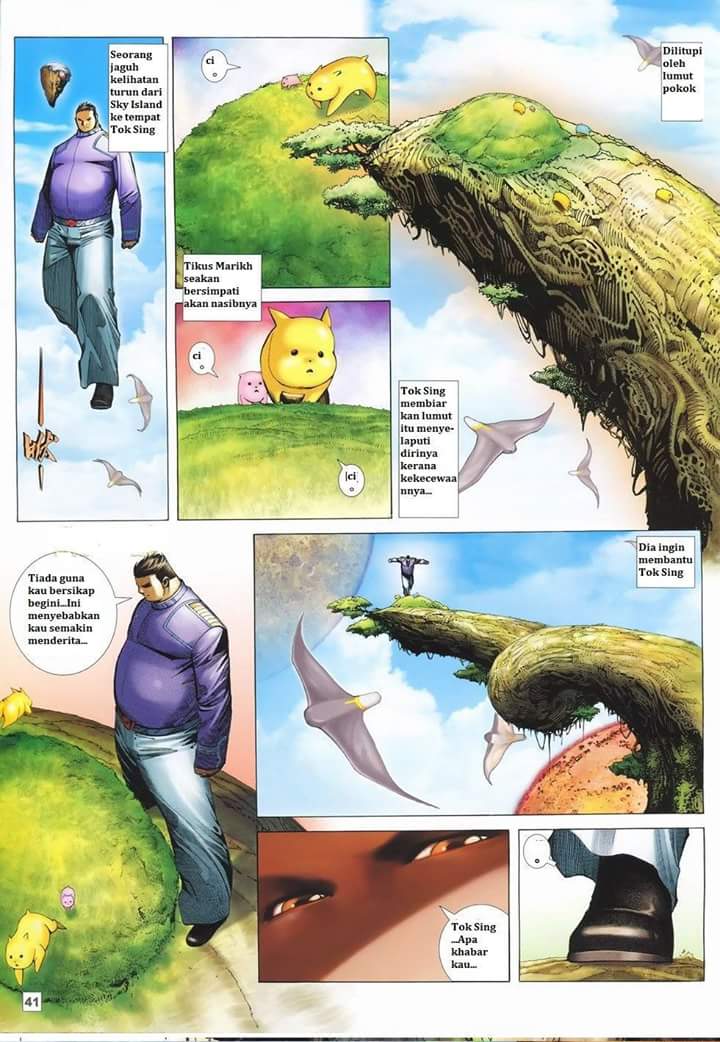 Seorang
jaguh
kelihatan
turun dari
Sky Island
ke tempat
Tok Sing
ci
Dilitupi
oleh
lumut
pokok
Tikus Marikh
seakan
bersimpati
akan nasibnya
ci
ci
Tok Sing
membiar
kan lumut
itu menye-
laputi
dirinya
kerana
kekecewaa
nnya...
Tiada guna
kau bersikap
begini...Ini
menyebabkan
kau semakin
menderita...
Dia ingin
membantu
Tok Sing
Tok Sing
...Apa
khabar
kau...
41